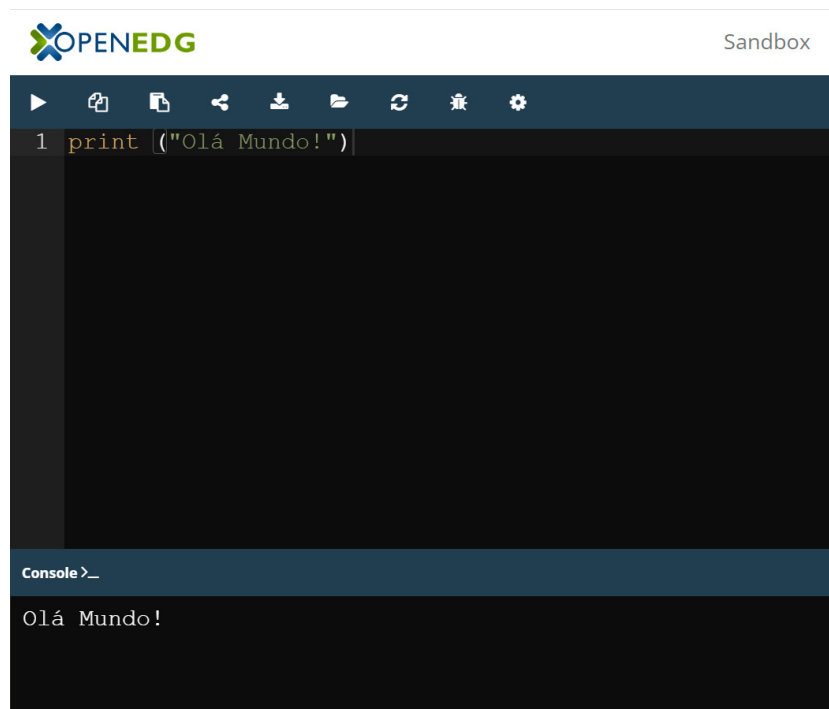 OPENEDG
Sandbox
1 print ("Olá Mundo!")
Console >_
Olá Mundo!